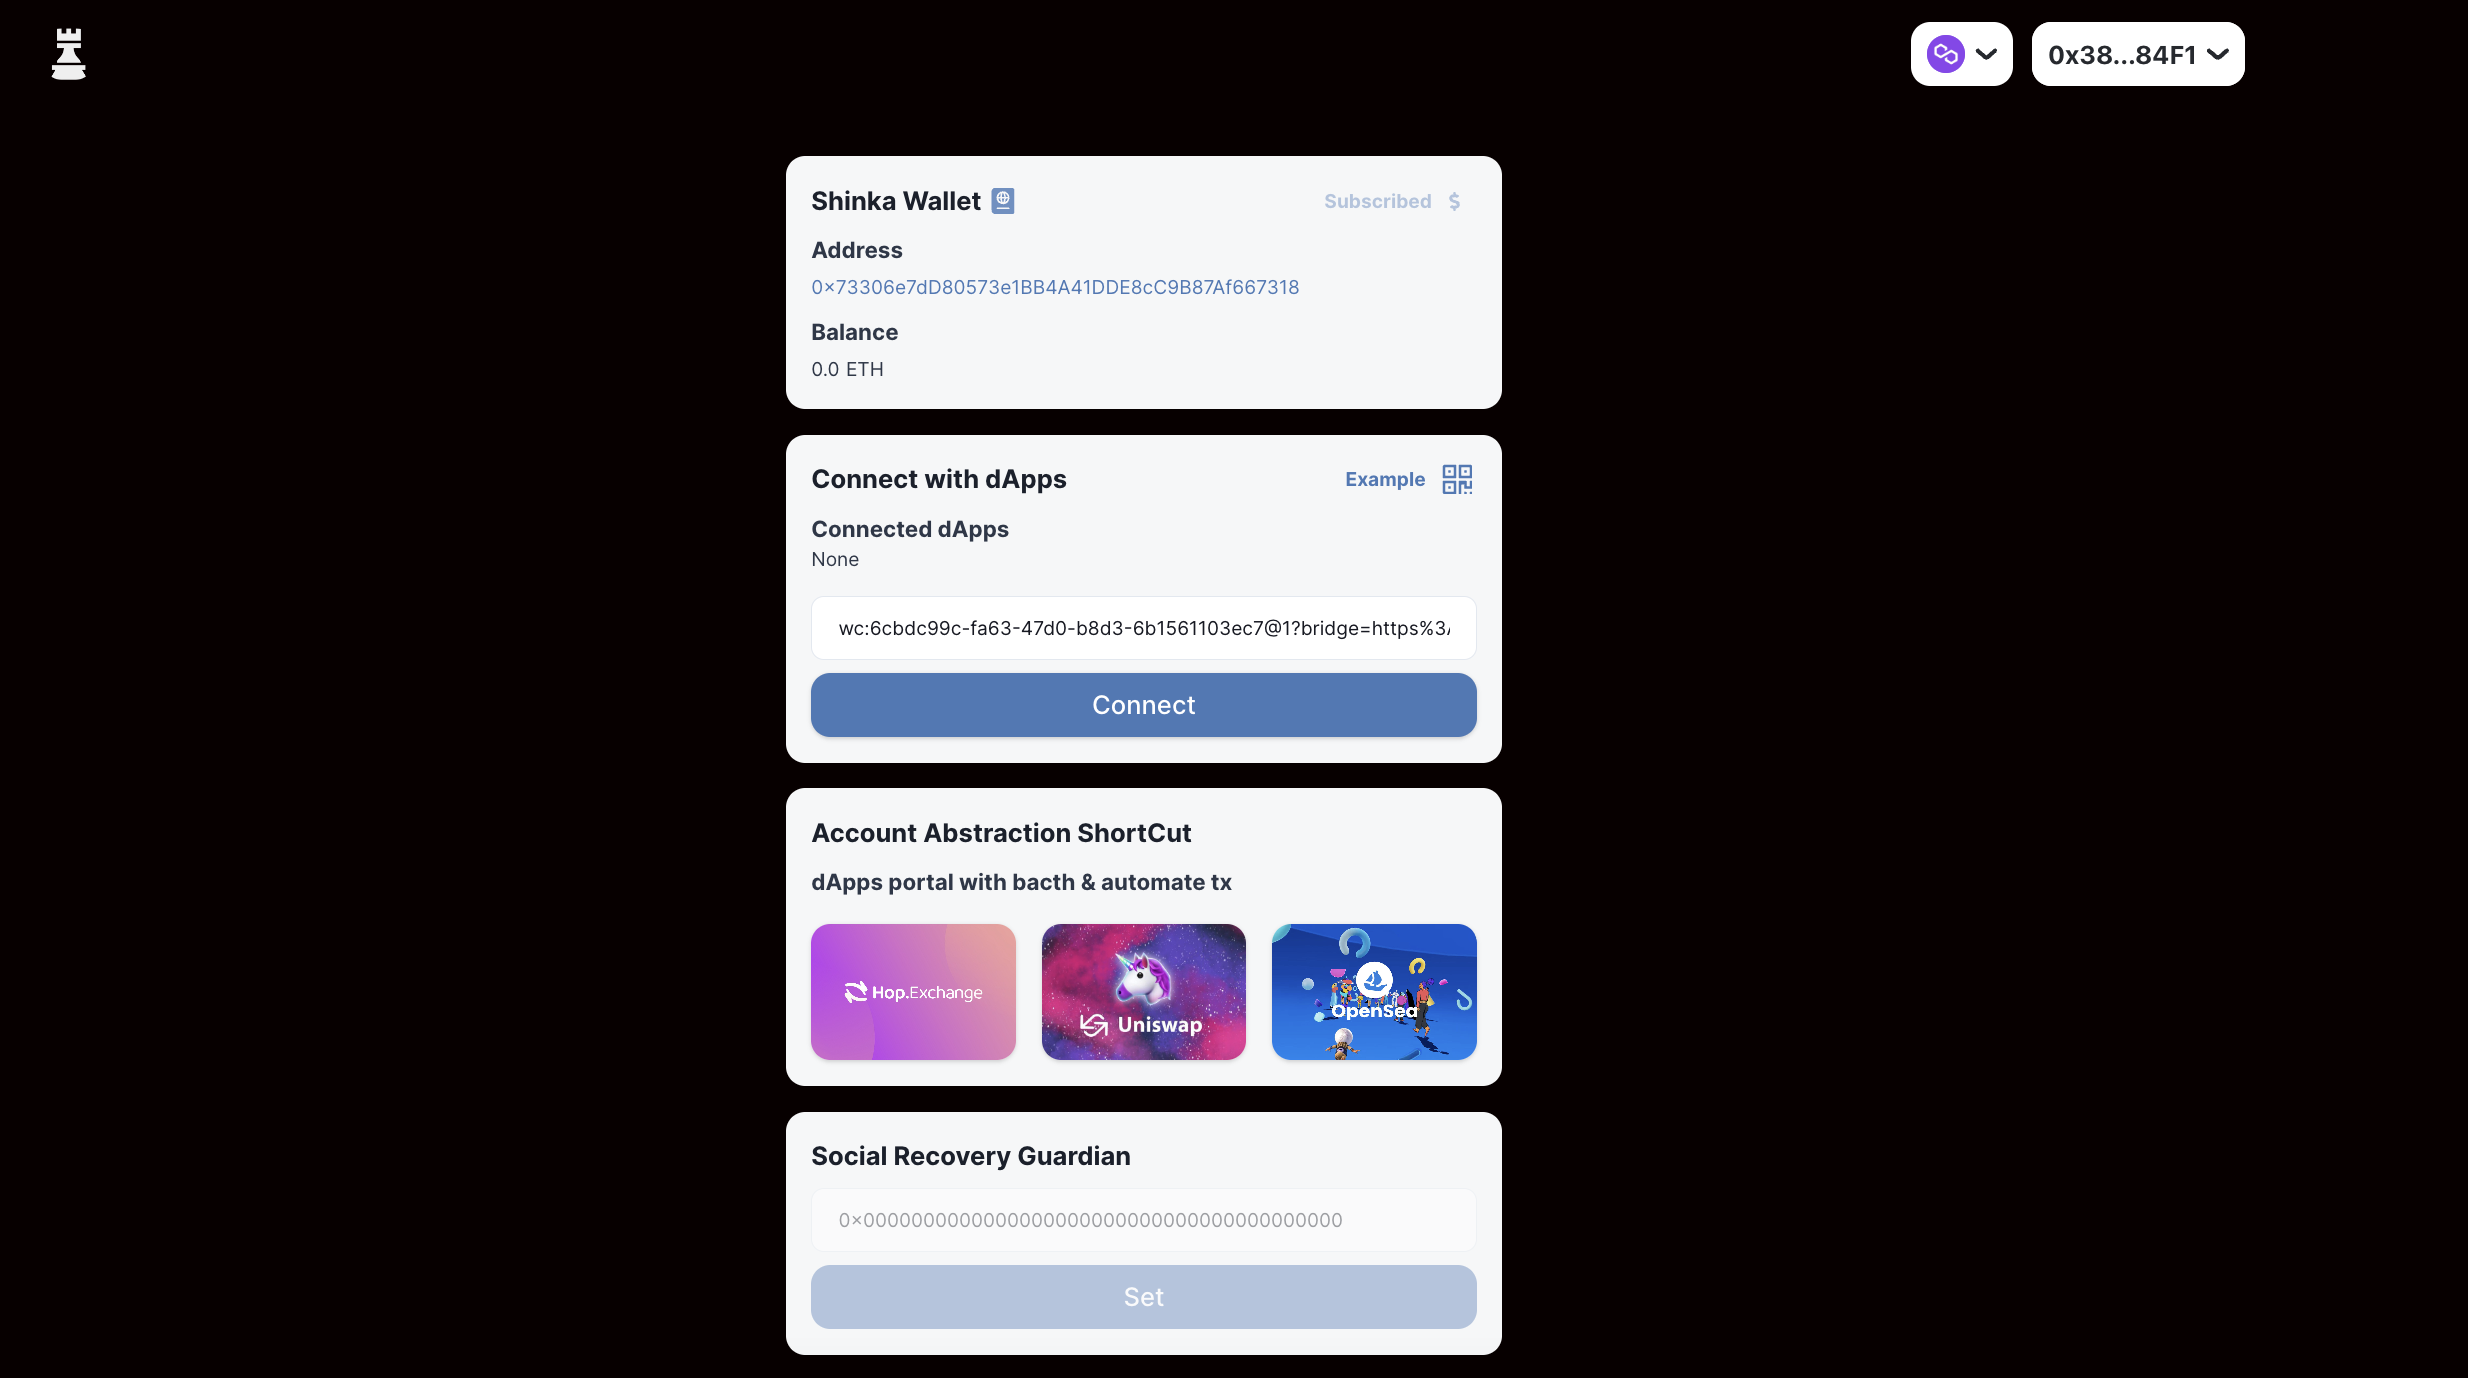 0x38...84F1
Shinka Wallet
Subscribed $
Address
0x73306e7dD80573e1BB4A41DDE8cC9B87Af667318
Balance
0.0 ETH
Connect with dApps
Example
Connected dApps
None
wc:6cbdc99c-fa63-47d0-b8d3-6b1561103ec7@1?bridge=https%3
Connect
Account Abstraction ShortCut
dApps portal with bacth & automate tx
Hop.Exchange
Uniswap
OpenSea
Social Recovery Guardian
0x0000000000000000000000000000000000000000
Set